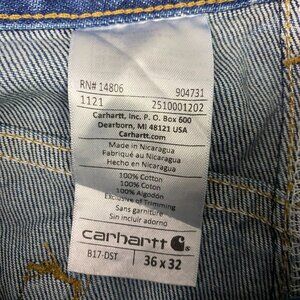 RN# 14806 904731
1121 2510001202
Carhartt, Inc. P.O. Box 600
Dearborn, MI 48121 USA
Carhartt.com
Made in Nicaragua
Fabriqué au Nicaragua
Hecho en Nicaragua
100% Cotton
100% Coton
Exclusive of Trimming
Sans garniture
Sin incluir adorno
carhartt
B17-DST 36 x 32